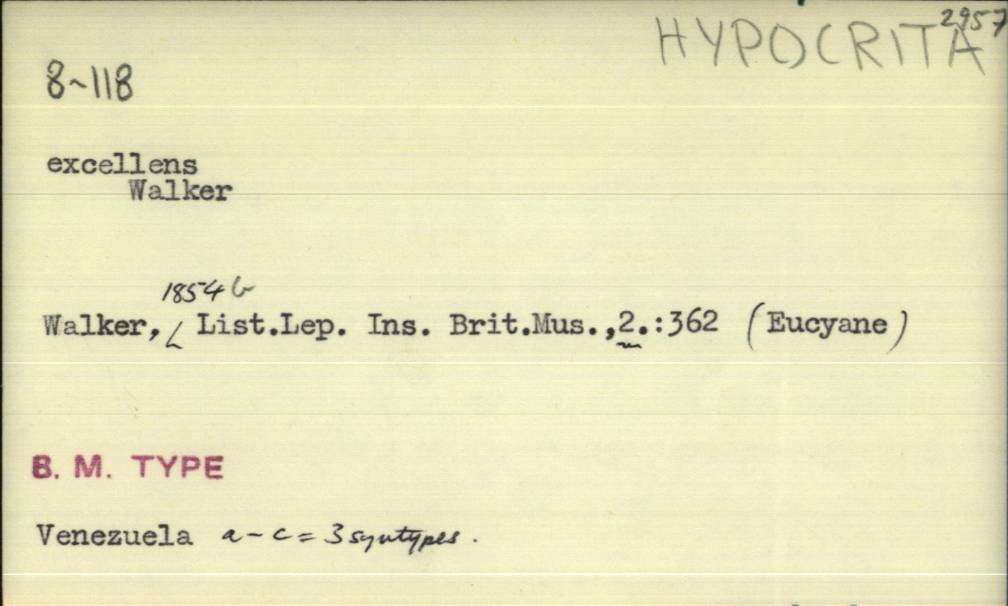 2957
HYPOCRITA
8~118
excellens
Walker
1854 b
Walker, List.Lep. Ins. Brit.Mus.,2.:362 (Eucyane)
B. M. TYPE
Venezuela a-c = 3 syntypes.